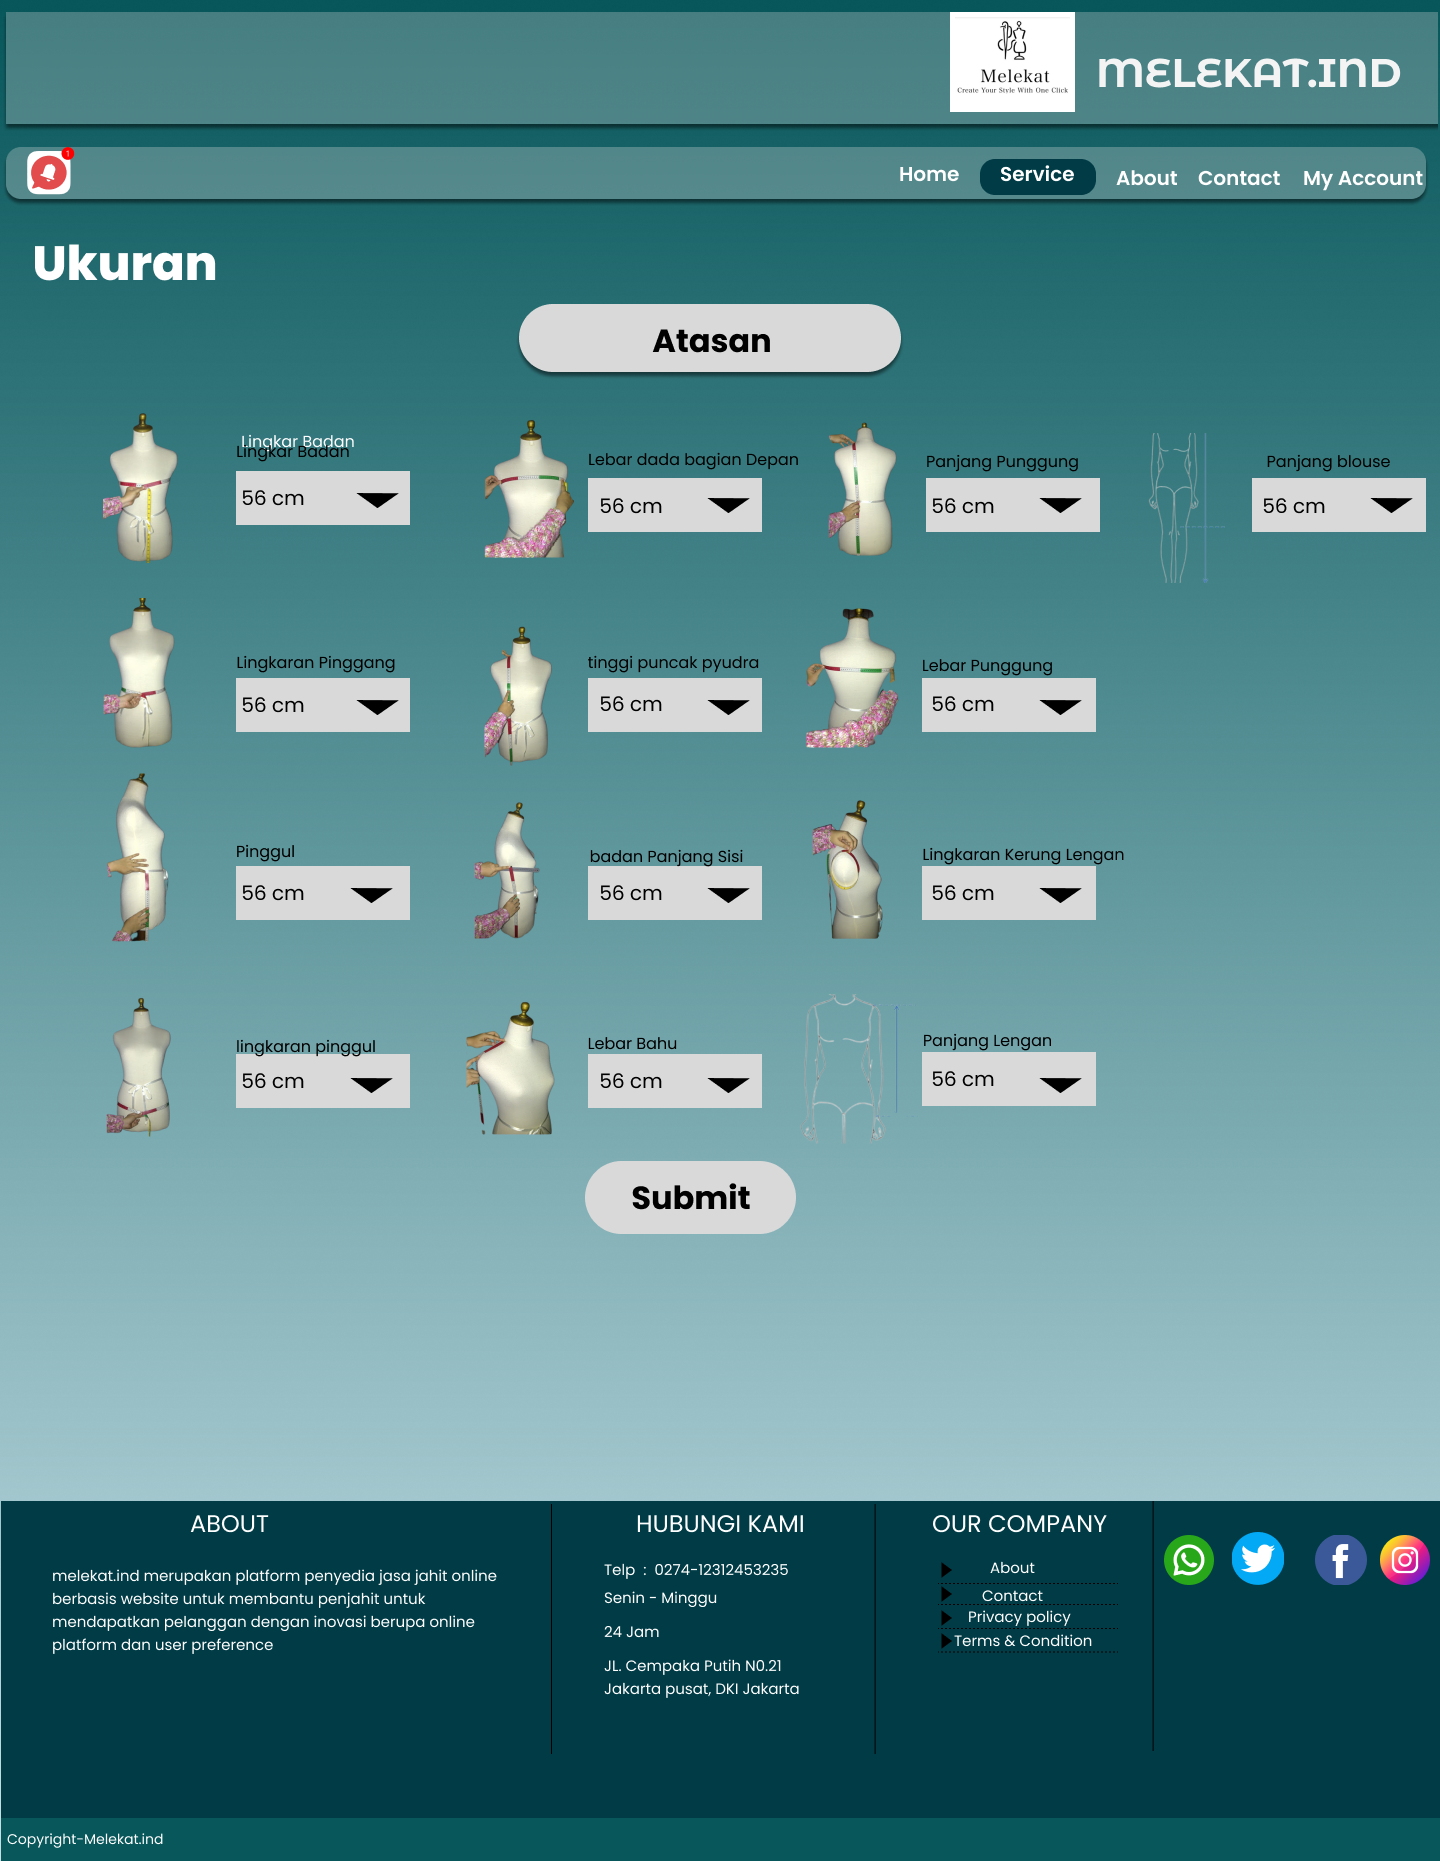 Melekat
Create Your Style With One Click
MELEKAT.IND
1
Home
Service
About
Contact
My Account
Ukuran
Atasan
Lingkar Badan
Lingkar Badan
56 cm
Lebar dada bagian Depan
56 cm
Panjang Punggung
56 cm
Panjang blouse
56 cm
Lingkaran Pinggang
56 cm
tinggi puncak pyudra
56 cm
Lebar Punggung
56 cm
Pinggul
56 cm
badan Panjang Sisi
56 cm
Lingkaran Kerung Lengan
56 cm
lingkaran pinggul
56 cm
Lebar Bahu
56 cm
Panjang Lengan
56 cm
Submit
ABOUT
melekat.ind merupakan platform penyedia jasa jahit online
berbasis website untuk membantu penjahit untuk
mendapatkan pelanggan dengan inovasi berupa online
platform dan user preference
HUBUNGI KAMI
Telp : 0274-12312453235
Senin - Minggu
24 Jam
JL. Cempaka Putih N0.21
Jakarta pusat, DKI Jakarta
OUR COMPANY
About
Contact
Privacy policy
Terms & Condition
Copyright-Melekat.ind